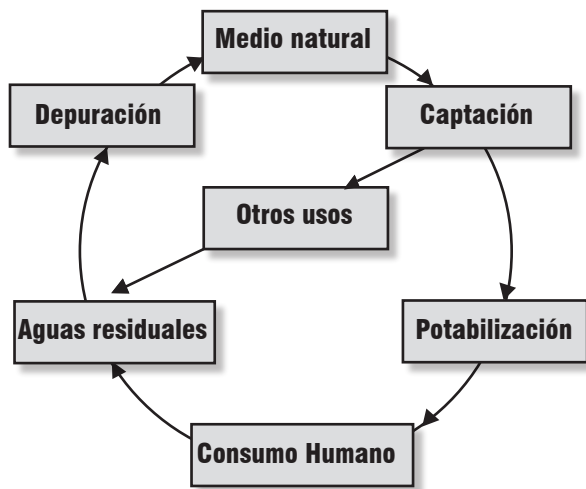 Medio natural
Depuración
Captación
Otros usos
Aguas residuales
Potabilización
Consumo Humano